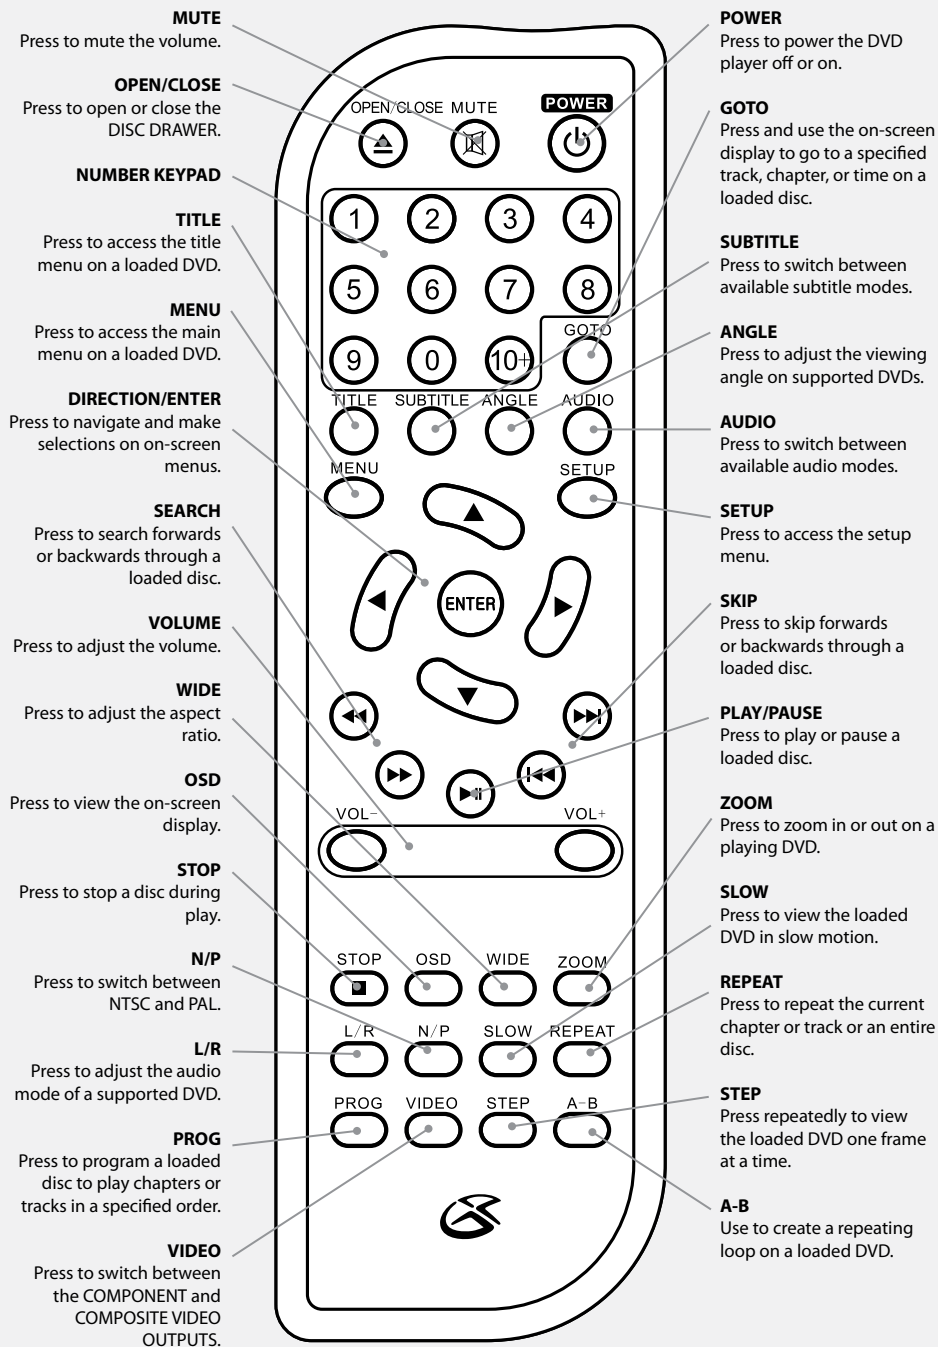 MUTE
Press to mute the volume.
OPEN/CLOSE
Press to open or close the
DISC DRAWER.
NUMBER KEYPAD
TITLE
Press to access the title
menu on a loaded DVD.
MENU
Press to access the main
menu on a loaded DVD.
DIRECTION/ENTER
Press to navigate and make
selections on on-screen
menus.
SEARCH
Press to search forwards
or backwards through a
loaded disc.
VOLUME
Press to adjust the volume.
WIDE
Press to adjust the aspect
ratio.
OSD
Press to view the on-screen
display.
STOP
Press to stop a disc during
play.
N/P
Press to switch between
NTSC and PAL.
L/R
Press to adjust the audio
mode of a supported DVD.
PROG
Press to program a loaded
disc to play chapters or
tracks in a specified order.
VIDEO
Press to switch between
the COMPONENT and
COMPOSITE VIDEO
OUTPUTS.
OPEN/CLOSE MUTE POWER
1 2 3 4
5 6 7 8
GOTO
9 0 10+
TITLE SUBTITLE ANGLE AUDIO
MENU SETUP
ENTER
VOL- VOL+
STOP OSD WIDE ZOOM
L/R N/P SLOW REPEAT
PROG VIDEO STEP A-B
POWER
Press to power the DVD
player off or on.
GOTO
Press and use the on-screen
display to go to a specified
track, chapter, or time on a
loaded disc.
SUBTITLE
Press to switch between
available subtitle modes.
ANGLE
Press to adjust the viewing
angle on supported DVDs.
AUDIO
Press to switch between
available audio modes.
SETUP
Press to access the setup
menu.
SKIP
Press to skip forwards
or backwards through a
loaded disc.
PLAY/PAUSE
Press to play or pause a
loaded disc.
ZOOM
Press to zoom in or out on a
playing DVD.
SLOW
Press to view the loaded
DVD in slow motion.
REPEAT
Press to repeat the current
chapter or track or an entire
disc.
STEP
Press repeatedly to view
the loaded DVD one frame
at a time.
A-B
Use to create a repeating
loop on a loaded DVD.